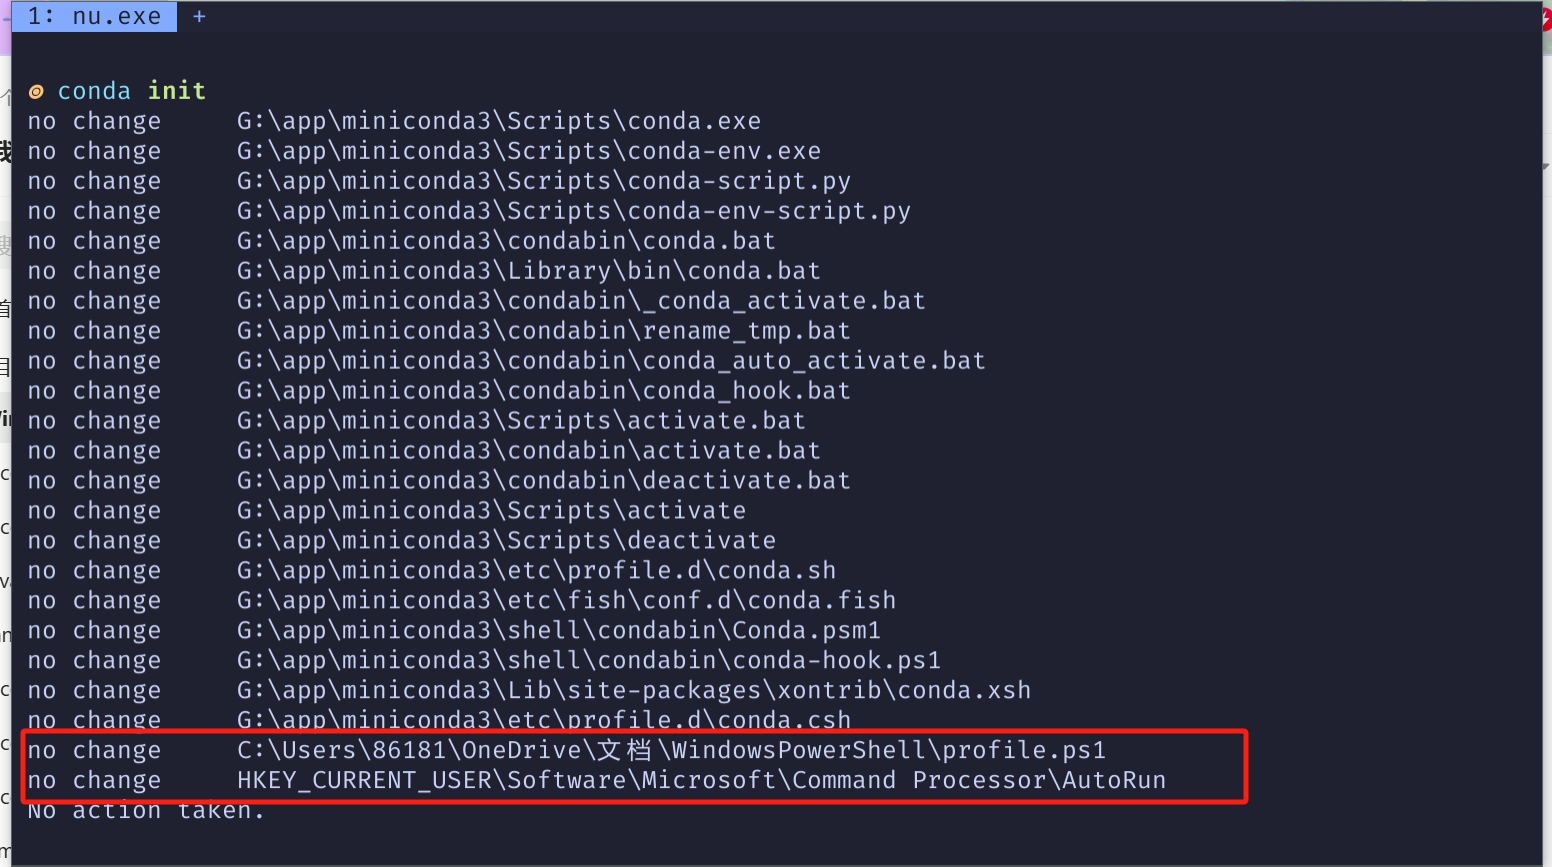 1: nu.exe +
conda init
no change G:\app\miniconda3\Scripts\conda.exe
no change G:\app\miniconda3\Scripts\conda-env.exe
no change G:\app\miniconda3\Scripts\conda-script.py
no change G:\app\miniconda3\Scripts\conda-env-script.py
no change G:\app\miniconda3\condabin\conda.bat
no change G:\app\miniconda3\Library\bin\conda.bat
no change G:\app\miniconda3\condabin\_conda_activate.bat
no change G:\app\miniconda3\condabin\rename_tmp.bat
no change G:\app\miniconda3\condabin\conda_auto_activate.bat
no change G:\app\miniconda3\condabin\conda_hook.bat
no change G:\app\miniconda3\Scripts\activate.bat
no change G:\app\miniconda3\condabin\activate.bat
no change G:\app\miniconda3\condabin\deactivate.bat
no change G:\app\miniconda3\Scripts\activate
no change G:\app\miniconda3\Scripts\deactivate
no change G:\app\miniconda3\etc\profile.d\conda.sh
no change G:\app\miniconda3\etc\fish\conf.d\conda.fish
no change G:\app\miniconda3\shell\condabin\Conda.psm1
no change G:\app\miniconda3\shell\condabin\conda-hook.ps1
no change G:\app\miniconda3\Lib\site-packages\xontrib\conda.xsh
no change G:\app\miniconda3\etc\profile.d\conda.csh
no change C:\Users\86181\OneDrive\文档\WindowsPowerShell\profile.ps1
no change HKEY_CURRENT_USER\Software\Microsoft\Command Processor\AutoRun
No action taken.